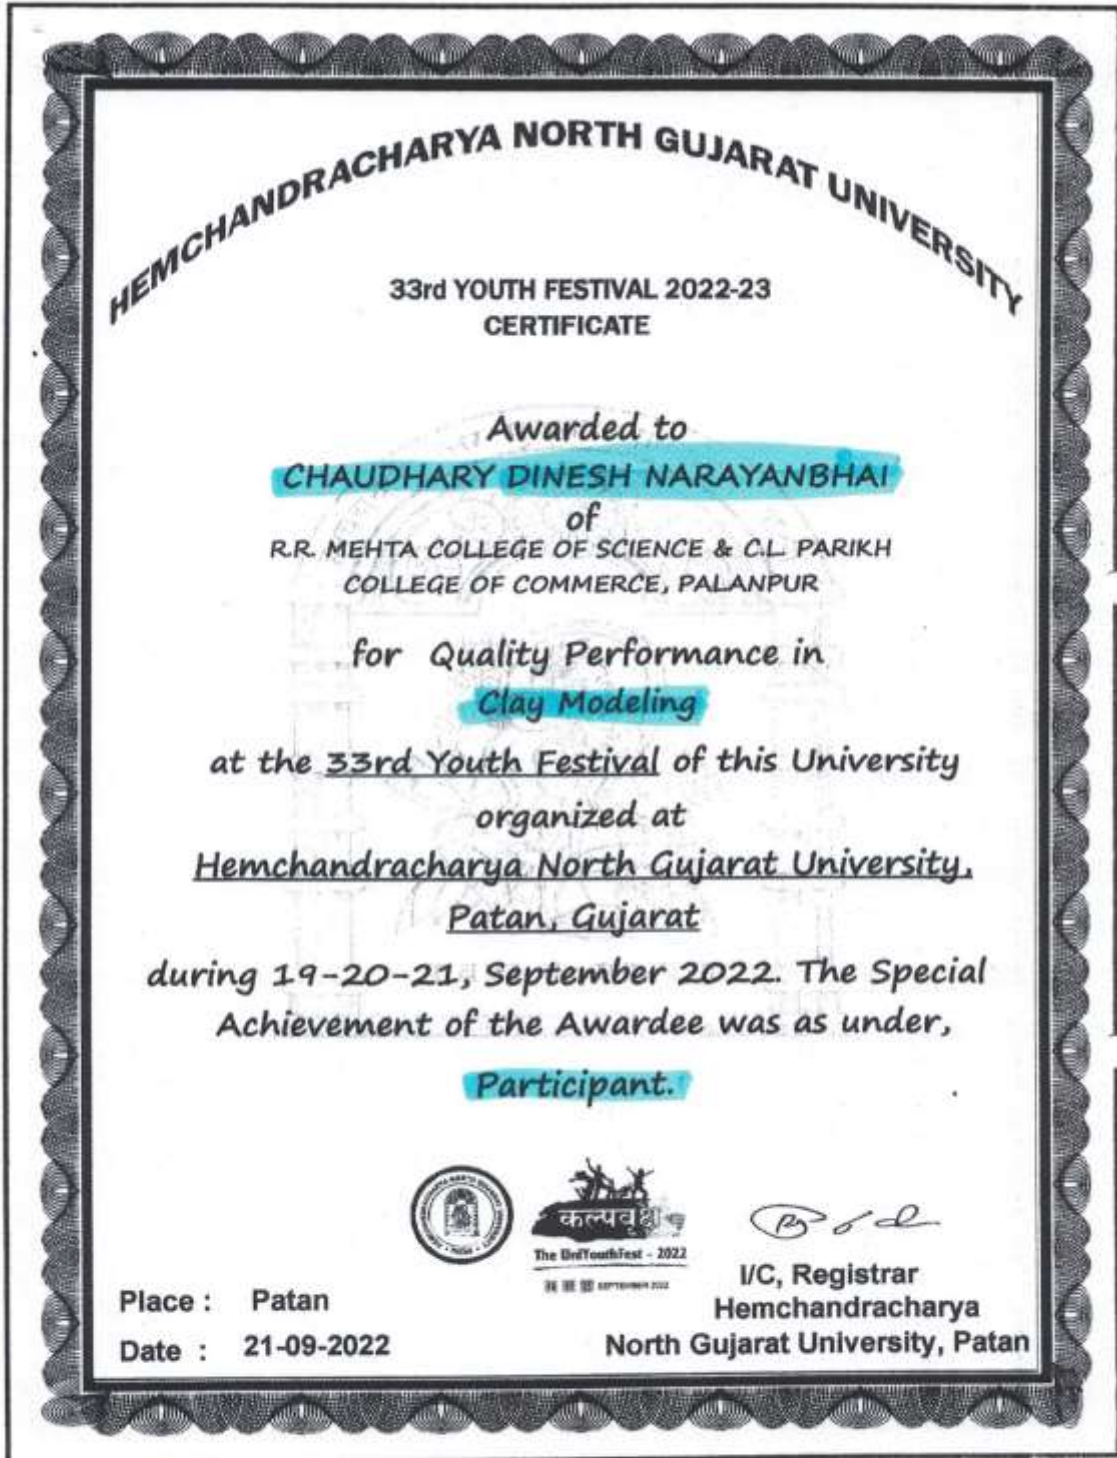 HEMCHANDRACHARYA NORTH GUJARAT UNIVERSITY
33rd YOUTH FESTIVAL 2022-23
CERTIFICATE
Awarded to
CHAUDHARY DINESH NARAYANBHAI
of
R.R. MEHTA COLLEGE OF SCIENCE & C.L. PARIKH
COLLEGE OF COMMERCE, PALANPUR
for Quality Performance in
Clay Modeling
at the 33rd Youth Festival of this University
organized at
Hemchandracharya North Gujarat University,
Patan, Gujarat
during 19-20-21, September 2022. The Special
Achievement of the Awardee was as under,
Participant.
कल्पवृक्ष
The UniYouthFest - 2022
SEPTEMBER 2022
I/C, Registrar
Hemchandracharya
North Gujarat University, Patan
Place : Patan
Date : 21-09-2022